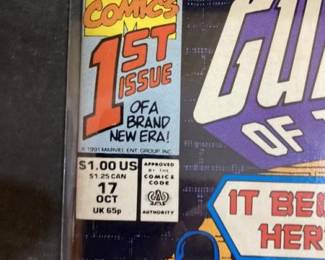 COMICS
1ST
ISSUE
OF A
BRAND
NEW ERA!
© 1991 MARVEL ENT GROUP, INC.
$1.00 US
$1.25 CAN
17
OCT
UK 65p
APPROVED
BY THE
COMICS
CODE
AUTHORITY
GU
OF T
IT BE
HER